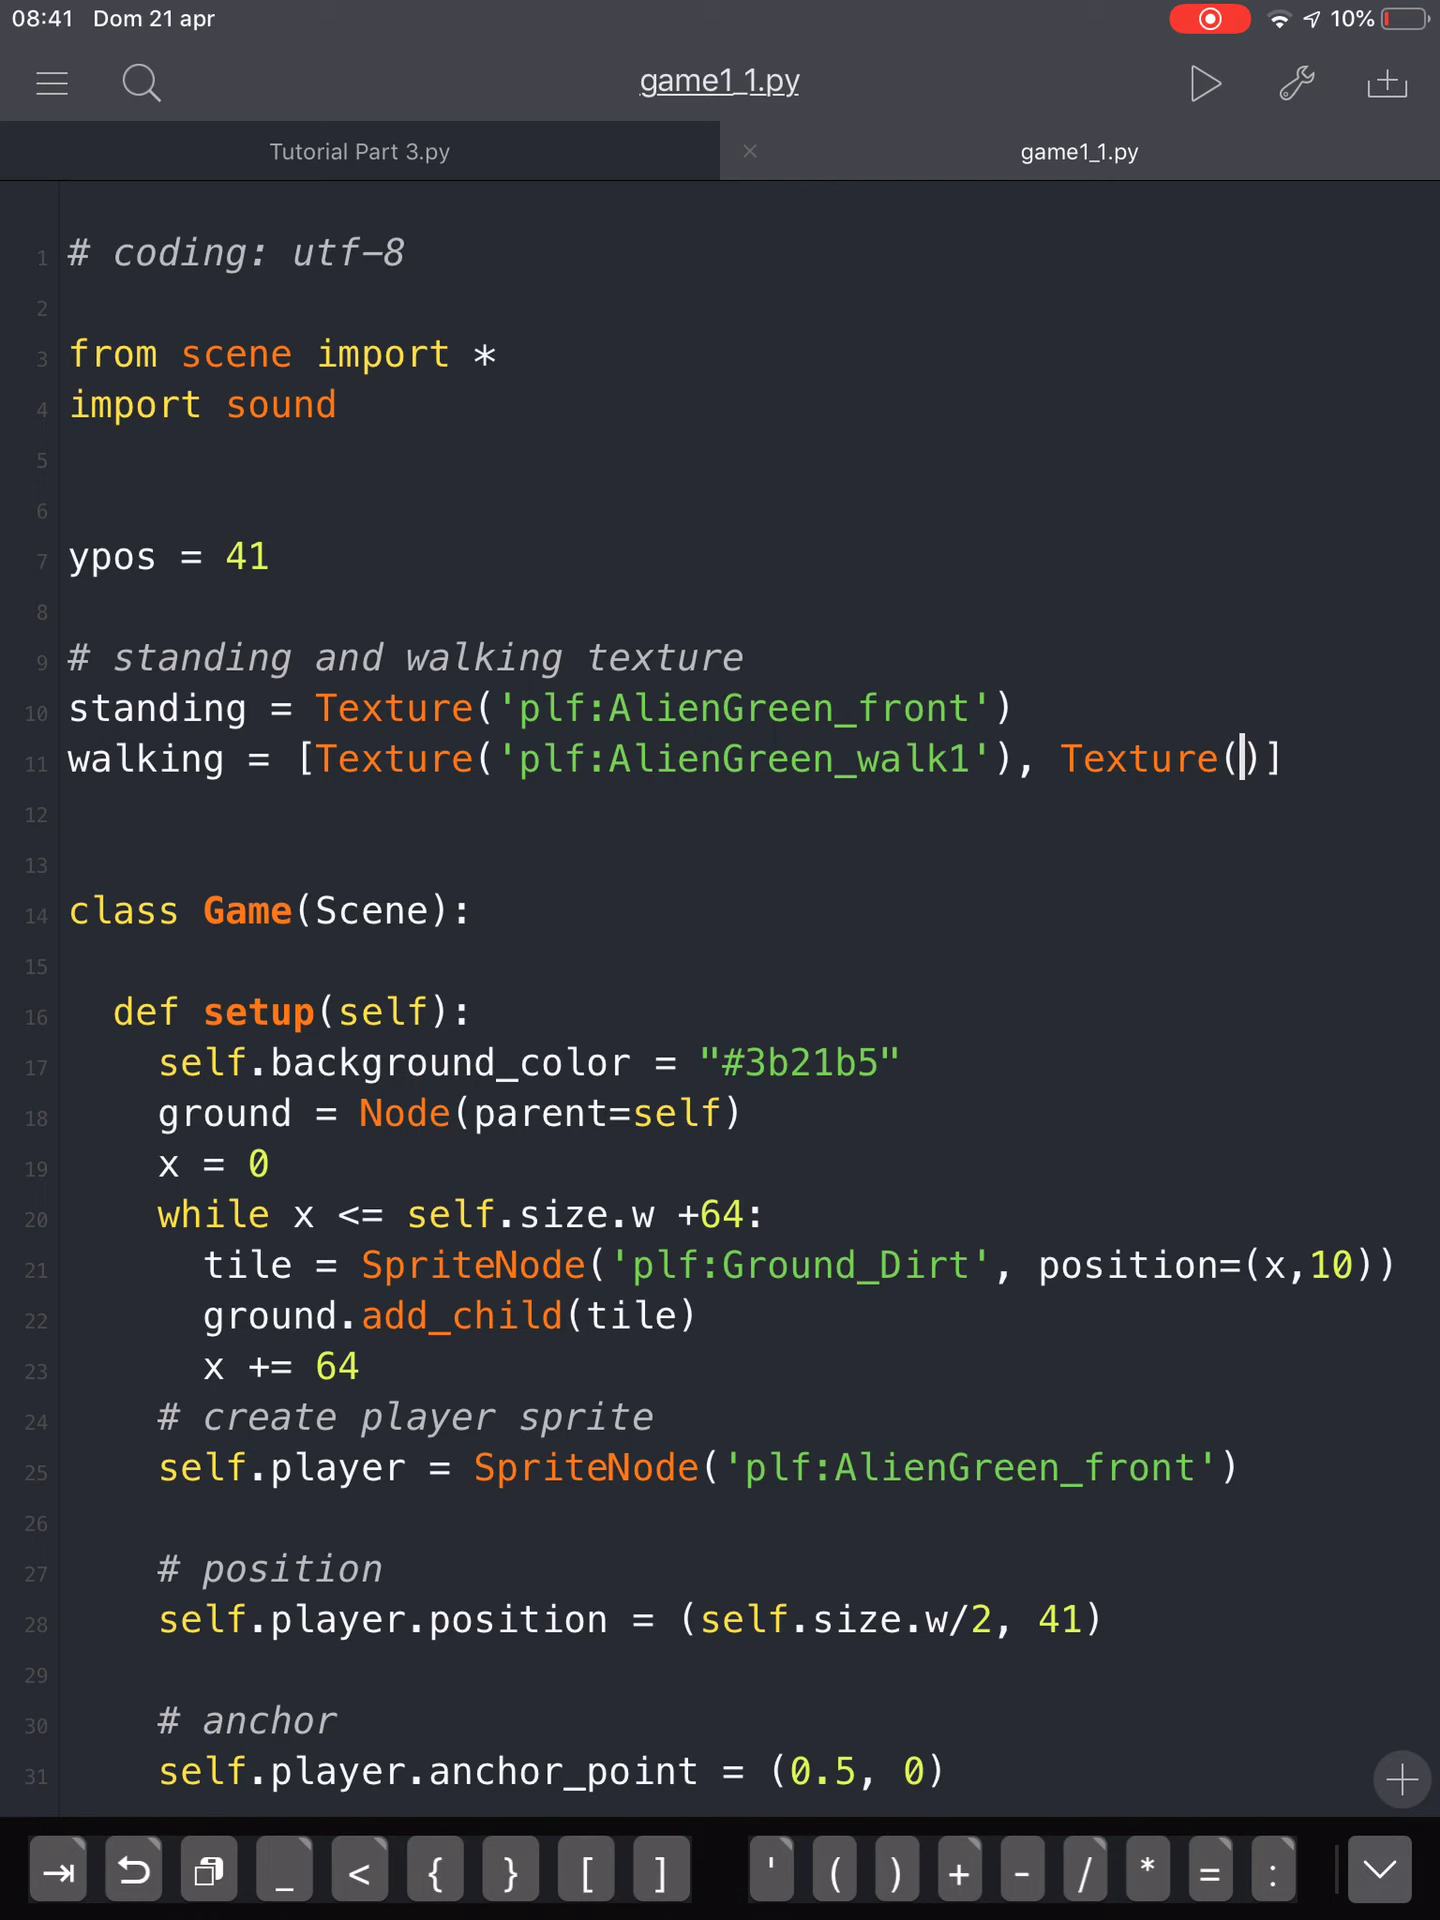 08:41 Dom 21 apr 10%
game1_1.py
Tutorial Part 3.py × game1_1.py
1 # coding: utf-8
2
3 from scene import *
4 import sound
5
6
7 ypos = 41
8
9 # standing and walking texture
10 standing = Texture('plf:AlienGreen_front')
11 walking = [Texture('plf:AlienGreen_walk1'), Texture()]
12
13
14 class Game(Scene):
15
16 def setup(self):
17 self.background_color = "#3b21b5"
18 ground = Node(parent=self)
19 x = 0
20 while x <= self.size.w +64:
21 tile = SpriteNode('plf:Ground_Dirt', position=(x,10))
22 ground.add_child(tile)
23 x += 64
24 # create player sprite
25 self.player = SpriteNode('plf:AlienGreen_front')
26
27 # position
28 self.player.position = (self.size.w/2, 41)
29
30 # anchor
31 self.player.anchor_point = (0.5, 0)
_ < { } [ ] ' ( ) + - / * = :